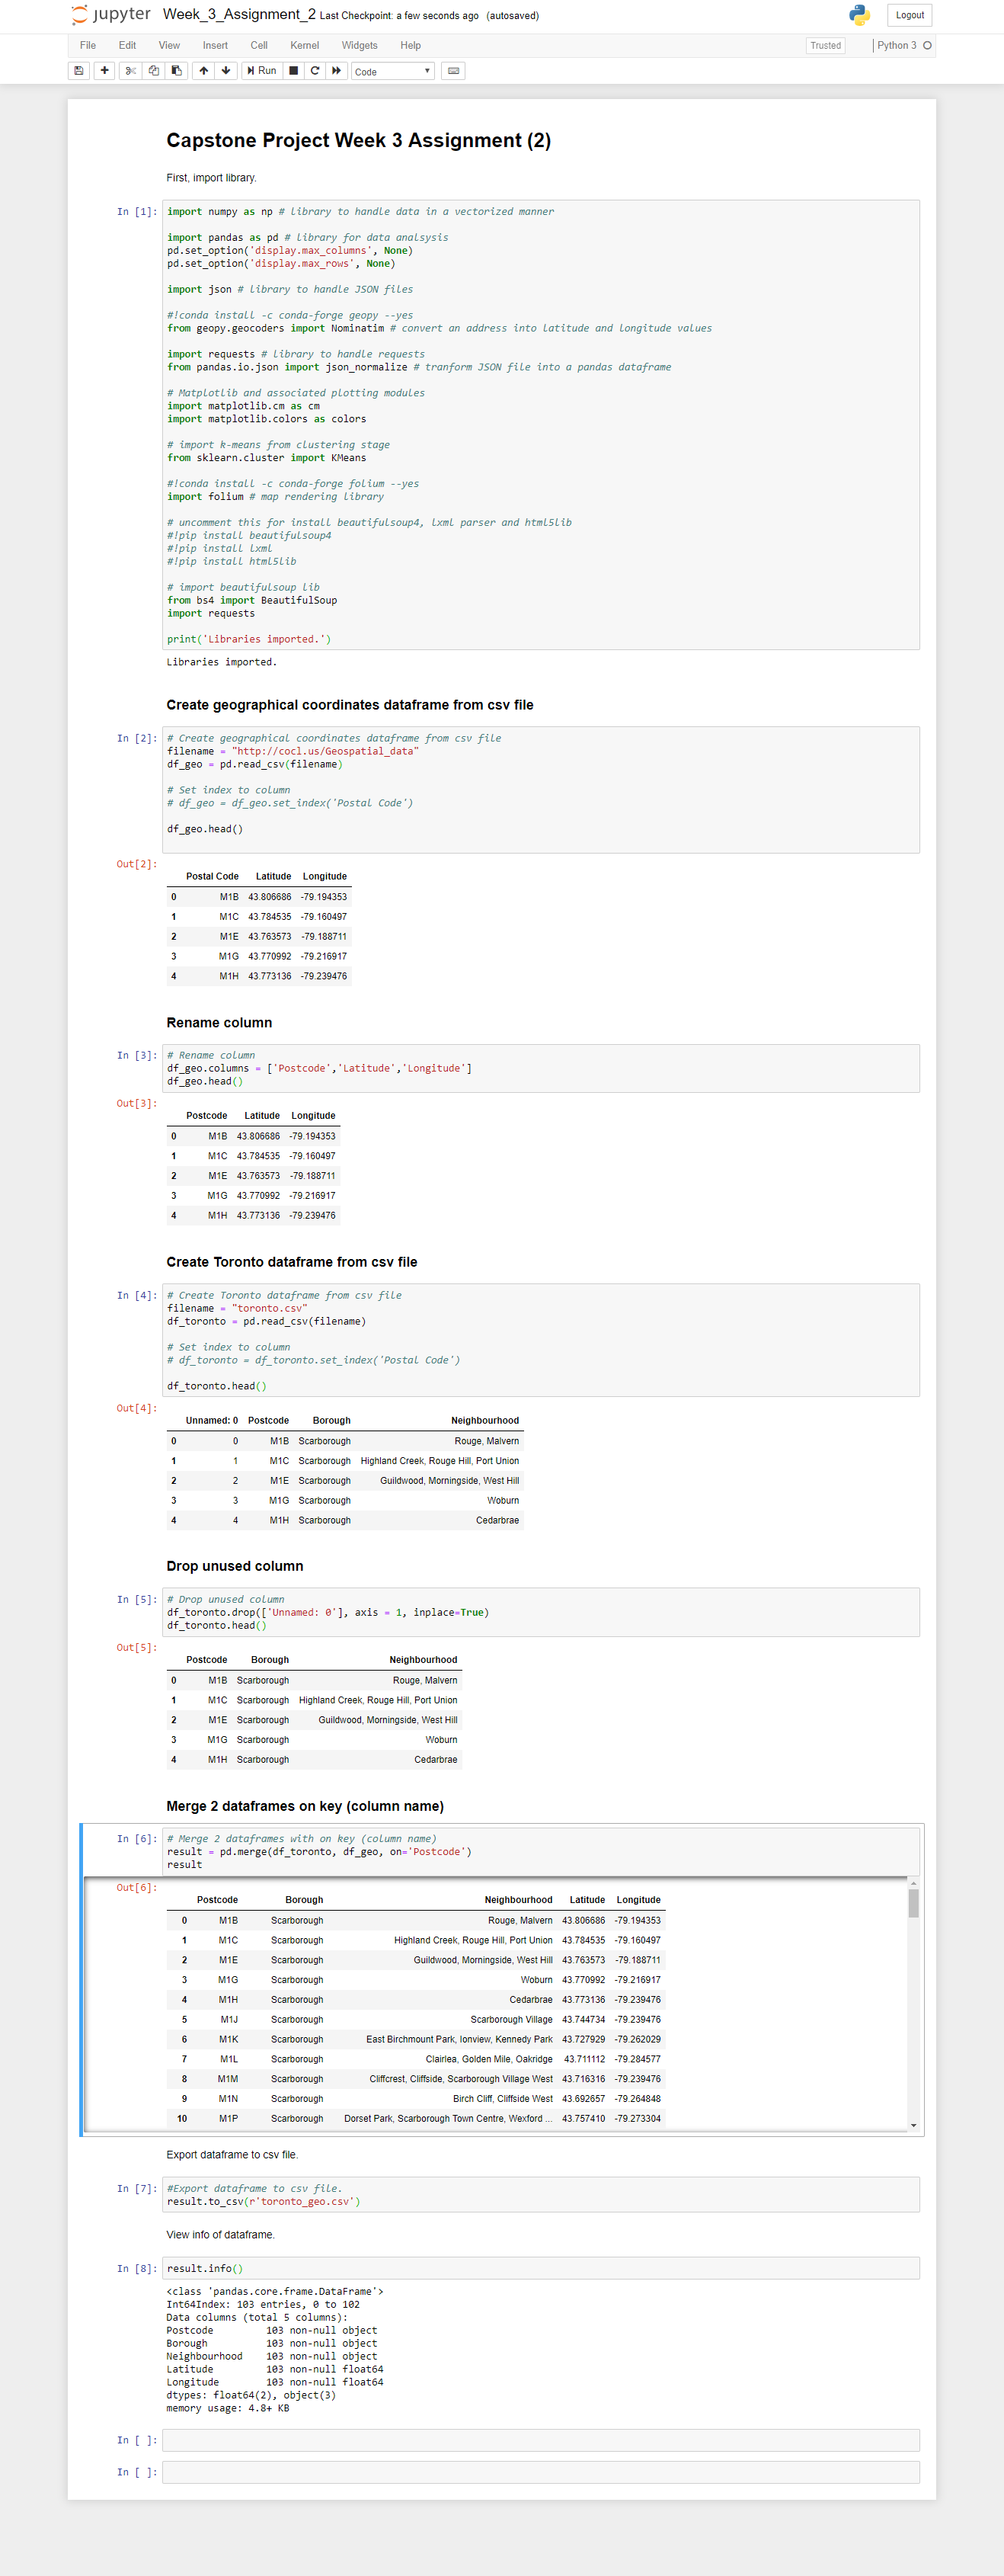 jupyter Week_3_Assignment_2 Last Checkpoint: a few seconds ago (autosaved)
Logout
File Edit View Insert Cell Kernel Widgets Help
Trusted Python 3
Run Code
Capstone Project Week 3 Assignment (2)
First, import library.
In [1]: import numpy as np # library to handle data in a vectorized manner
import pandas as pd # library for data analsysis
pd.set_option('display.max_columns', None)
pd.set_option('display.max_rows', None)
import json # library to handle JSON files
#!conda install -c conda-forge geopy --yes
from geopy.geocoders import Nominatim # convert an address into latitude and longitude values
import requests # library to handle requests
from pandas.io.json import json_normalize # tranform JSON file into a pandas dataframe
# Matplotlib and associated plotting modules
import matplotlib.cm as cm
import matplotlib.colors as colors
# import k-means from clustering stage
from sklearn.cluster import KMeans
#!conda install -c conda-forge folium --yes
import folium # map rendering library
# uncomment this for install beautifulsoup4, lxml parser and html5lib
#!pip install beautifulsoup4
#!pip install lxml
#!pip install html5lib
# import beautifulsoup lib
from bs4 import BeautifulSoup
import requests
print('Libraries imported.')
Libraries imported.
Create geographical coordinates dataframe from csv file
In [2]: # Create geographical coordinates dataframe from csv file
filename = "http://cocl.us/Geospatial_data"
df_geo = pd.read_csv(filename)
# Set index to column
# df_geo = df_geo.set_index('Postal Code')
df_geo.head()
Out[2]:
Postal Code Latitude Longitude
0 M1B 43.806686 -79.194353
1 M1C 43.784535 -79.160497
2 M1E 43.763573 -79.188711
3 M1G 43.770992 -79.216917
4 M1H 43.773136 -79.239476
Rename column
In [3]: # Rename column
df_geo.columns = ['Postcode','Latitude','Longitude']
df_geo.head()
Out[3]:
Postcode Latitude Longitude
0 M1B 43.806686 -79.194353
1 M1C 43.784535 -79.160497
2 M1E 43.763573 -79.188711
3 M1G 43.770992 -79.216917
4 M1H 43.773136 -79.239476
Create Toronto dataframe from csv file
In [4]: # Create Toronto dataframe from csv file
filename = "toronto.csv"
df_toronto = pd.read_csv(filename)
# Set index to column
# df_toronto = df_toronto.set_index('Postal Code')
df_toronto.head()
Out[4]:
Unnamed: 0 Postcode Borough Neighbourhood
0 0 M1B Scarborough Rouge, Malvern
1 1 M1C Scarborough Highland Creek, Rouge Hill, Port Union
2 2 M1E Scarborough Guildwood, Morningside, West Hill
3 3 M1G Scarborough Woburn
4 4 M1H Scarborough Cedarbrae
Drop unused column
In [5]: # Drop unused column
df_toronto.drop(['Unnamed: 0'], axis = 1, inplace=True)
df_toronto.head()
Out[5]:
Postcode Borough Neighbourhood
0 M1B Scarborough Rouge, Malvern
1 M1C Scarborough Highland Creek, Rouge Hill, Port Union
2 M1E Scarborough Guildwood, Morningside, West Hill
3 M1G Scarborough Woburn
4 M1H Scarborough Cedarbrae
Merge 2 dataframes on key (column name)
In [6]: # Merge 2 dataframes with on key (column name)
result = pd.merge(df_toronto, df_geo, on='Postcode')
result
Out[6]:
Postcode Borough Neighbourhood Latitude Longitude
0 M1B Scarborough Rouge, Malvern 43.806686 -79.194353
1 M1C Scarborough Highland Creek, Rouge Hill, Port Union 43.784535 -79.160497
2 M1E Scarborough Guildwood, Morningside, West Hill 43.763573 -79.188711
3 M1G Scarborough Woburn 43.770992 -79.216917
4 M1H Scarborough Cedarbrae 43.773136 -79.239476
5 M1J Scarborough Scarborough Village 43.744734 -79.239476
6 M1K Scarborough East Birchmount Park, Ionview, Kennedy Park 43.727929 -79.262029
7 M1L Scarborough Clairlea, Golden Mile, Oakridge 43.711112 -79.284577
8 M1M Scarborough Cliffcrest, Cliffside, Scarborough Village West 43.716316 -79.239476
9 M1N Scarborough Birch Cliff, Cliffside West 43.692657 -79.264848
10 M1P Scarborough Dorset Park, Scarborough Town Centre, Wexford ... 43.757410 -79.273304
Export dataframe to csv file.
In [7]: #Export dataframe to csv file.
result.to_csv(r'toronto_geo.csv')
View info of dataframe.
In [8]: result.info()
<class 'pandas.core.frame.DataFrame'>
Int64Index: 103 entries, 0 to 102
Data columns (total 5 columns):
Postcode 103 non-null object
Borough 103 non-null object
Neighbourhood 103 non-null object
Latitude 103 non-null float64
Longitude 103 non-null float64
dtypes: float64(2), object(3)
memory usage: 4.8+ KB
In [ ]:
In [ ]: